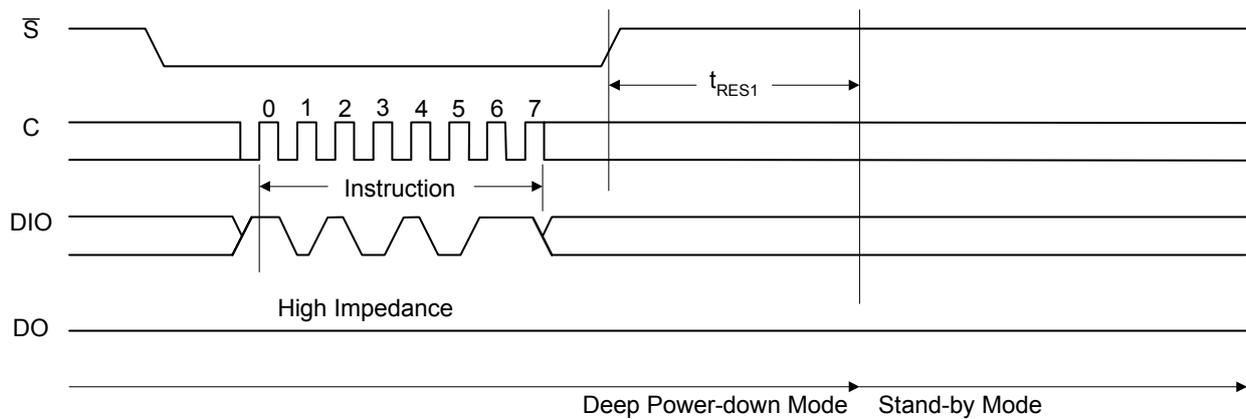 S̅
t_RES1
0 1 2 3 4 5 6 7
C
Instruction
DIO
High Impedance
DO
Deep Power-down Mode Stand-by Mode